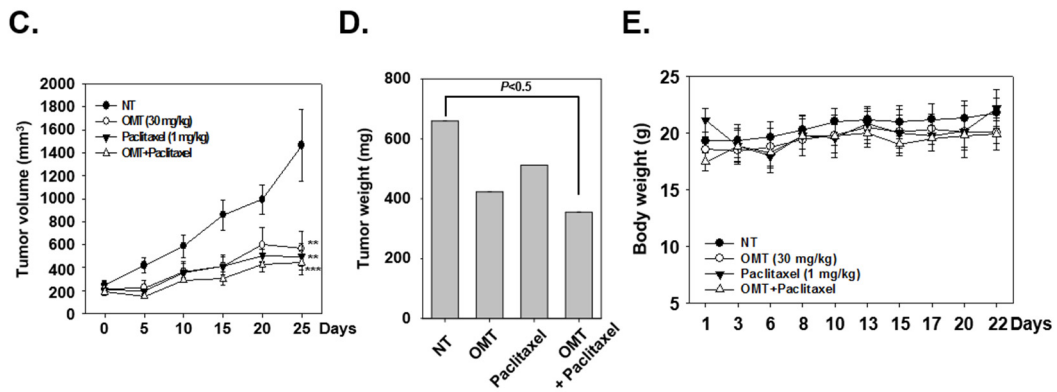 C.
Tumor volume (mm³)
2000
1800
1600
1400
1200
1000
800
600
400
200
0
NT
OMT (30 mg/kg)
Paclitaxel (1 mg/kg)
OMT+Paclitaxel
**
**
***
0 5 10 15 20 25 Days
D.
Tumor weight (mg)
800
600
400
200
0
P<0.5
NT
OMT
Paclitaxel
OMT
+ Paclitaxel
E.
Body weight (g)
25
20
15
10
5
NT
OMT (30 mg/kg)
Paclitaxel (1 mg/kg)
OMT+Paclitaxel
1 3 6 8 10 13 15 17 20 22 Days